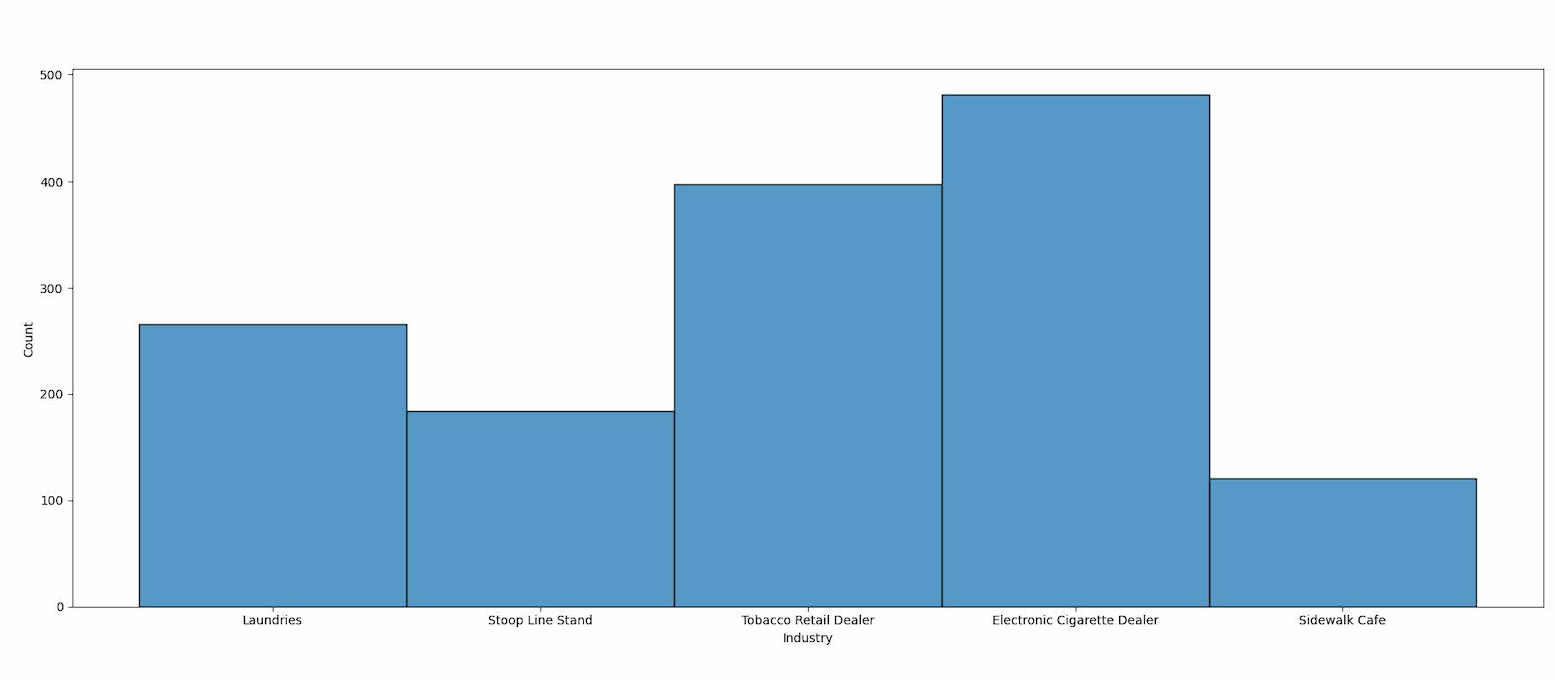 500
400
300
200
100
0
Count
Laundries Stoop Line Stand Tobacco Retail Dealer Electronic Cigarette Dealer Sidewalk Cafe
Industry